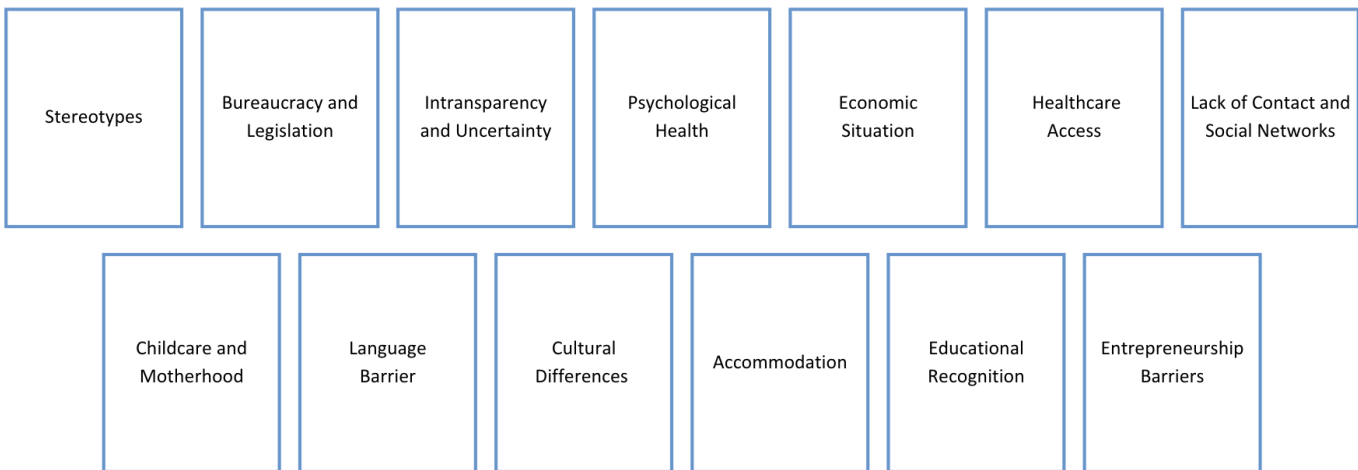 Stereotypes
Bureaucracy and
Legislation
Intransparency
and Uncertainty
Psychological
Health
Economic
Situation
Healthcare
Access
Lack of Contact and
Social Networks
Childcare and
Motherhood
Language
Barrier
Cultural
Differences
Accommodation
Educational
Recognition
Entrepreneurship
Barriers